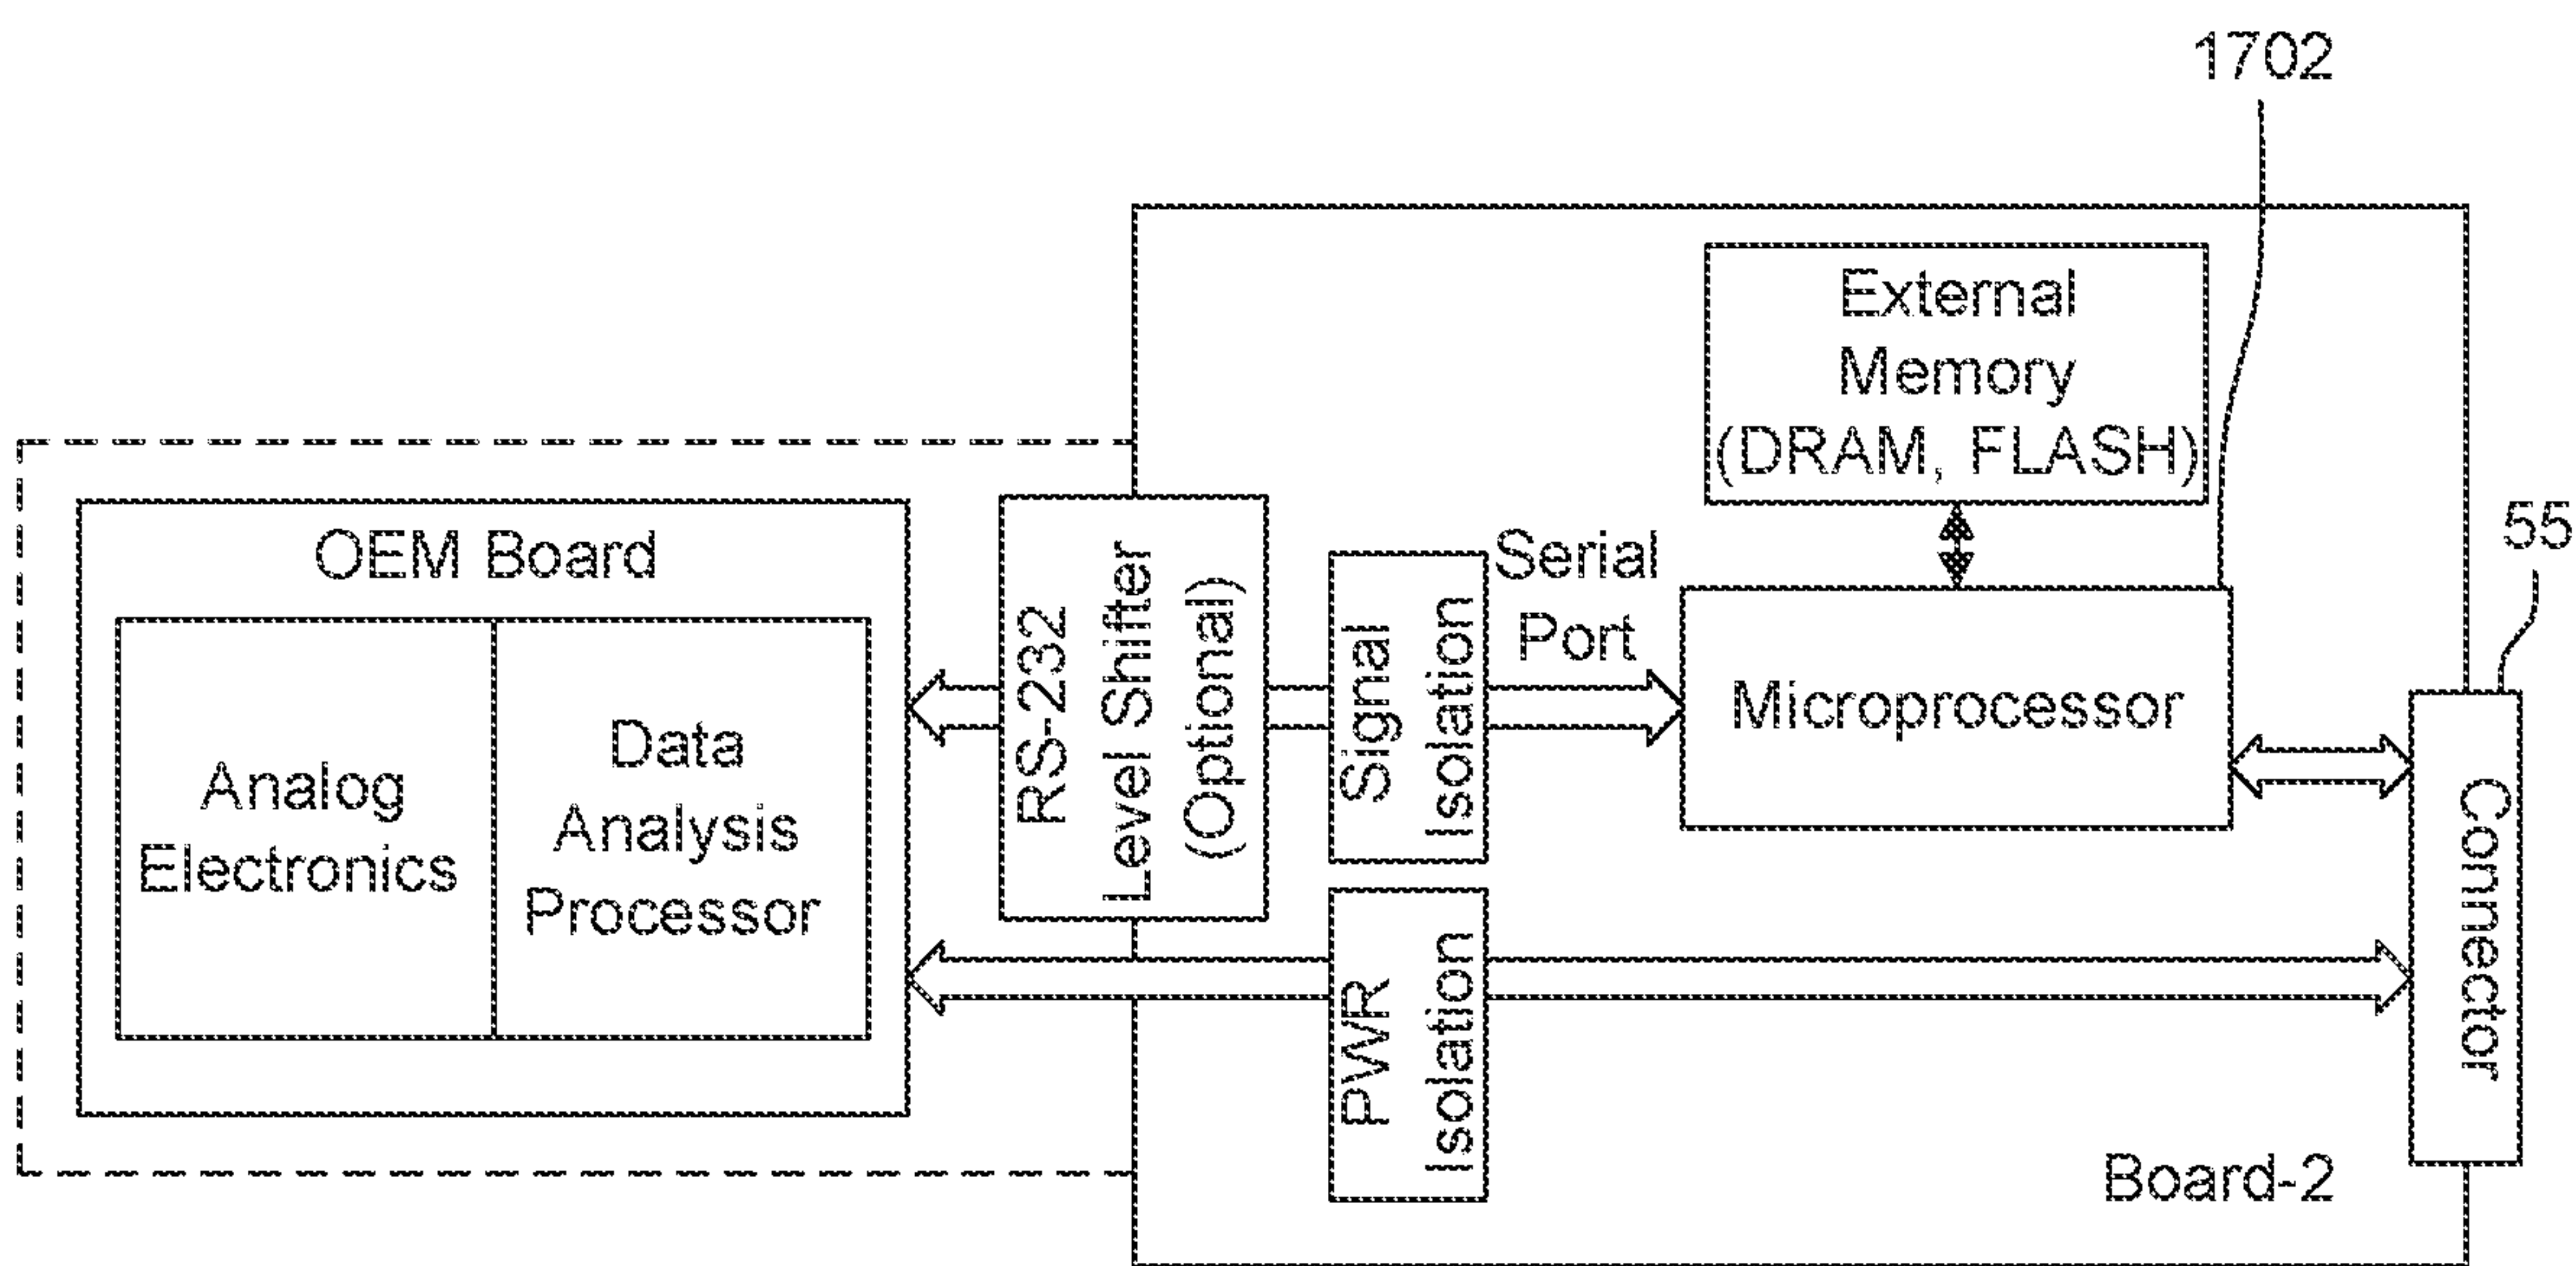 1702
External
Memory
(DRAM, FLASH)
55
OEM Board
Analog
Electronics
Data
Analysis
Processor
RS-232
Level Shifter
(Optional)
Signal
Isolation
Serial
Port
Microprocessor
Connector
PWR
Isolation
Board-2